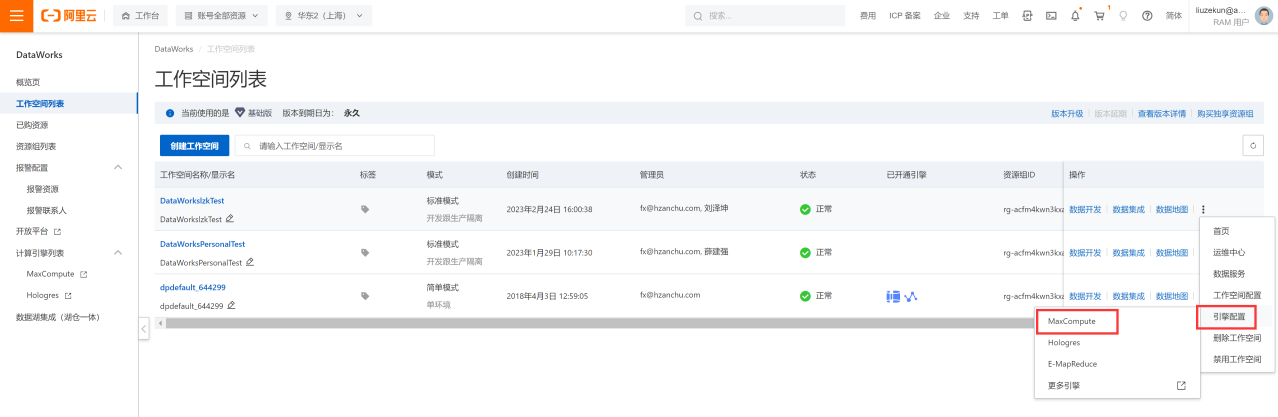 阿里云 工作台 账号全部资源 华东2（上海） 搜索... 费用 ICP 备案 企业 支持 工单 1 简体 liuzekun@a...
RAM 用户
DataWorks
概览页
工作空间列表
已购资源
资源组列表
报警配置
报警资源
报警联系人
开放平台
计算引擎列表
MaxCompute
Hologres
数据湖集成（湖仓一体）
DataWorks / 工作空间列表
工作空间列表
当前使用的是 基础版 版本到期日为： 永久 版本升级 版本延期 查看版本详情 购买独享资源组
创建工作空间 请输入工作空间/显示名
工作空间名称/显示名 标签 模式 创建时间 管理员 状态 已开通引擎 资源组ID 操作
DataWorkslzkTest 标准模式
2023年2月24日 16:00:38 fx@hzanchu.com, 刘泽坤 正常 rg-acfm4kwn3kxa 数据开发 数据集成 数据地图
DataWorkslzkTest 开发跟生产隔离
DataWorksPersonalTest 标准模式
2023年1月29日 10:17:30 fx@hzanchu.com, 薛建强 正常 rg-acfm4kwn3kxa 数据开发 数据集成 数据地图
DataWorksPersonalTest 开发跟生产隔离
dpdefault_644299 简单模式
2018年4月3日 12:59:05 fx@hzanchu.com 正常 rg-acfm4kwn3kxa 数据开发 数据集成 数据地图
dpdefault_644299 单环境
首页
运维中心
数据服务
工作空间配置
引擎配置
删除工作空间
禁用工作空间
MaxCompute
Hologres
E-MapReduce
更多引擎